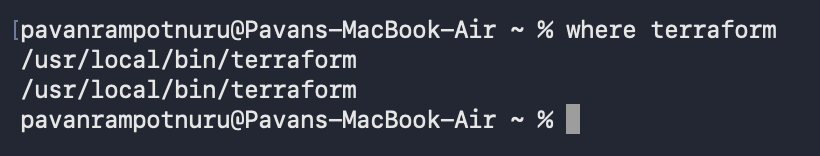 [pavanrampotnuru@Pavans-MacBook-Air ~ % where terraform
/usr/local/bin/terraform
/usr/local/bin/terraform
pavanrampotnuru@Pavans-MacBook-Air ~ %